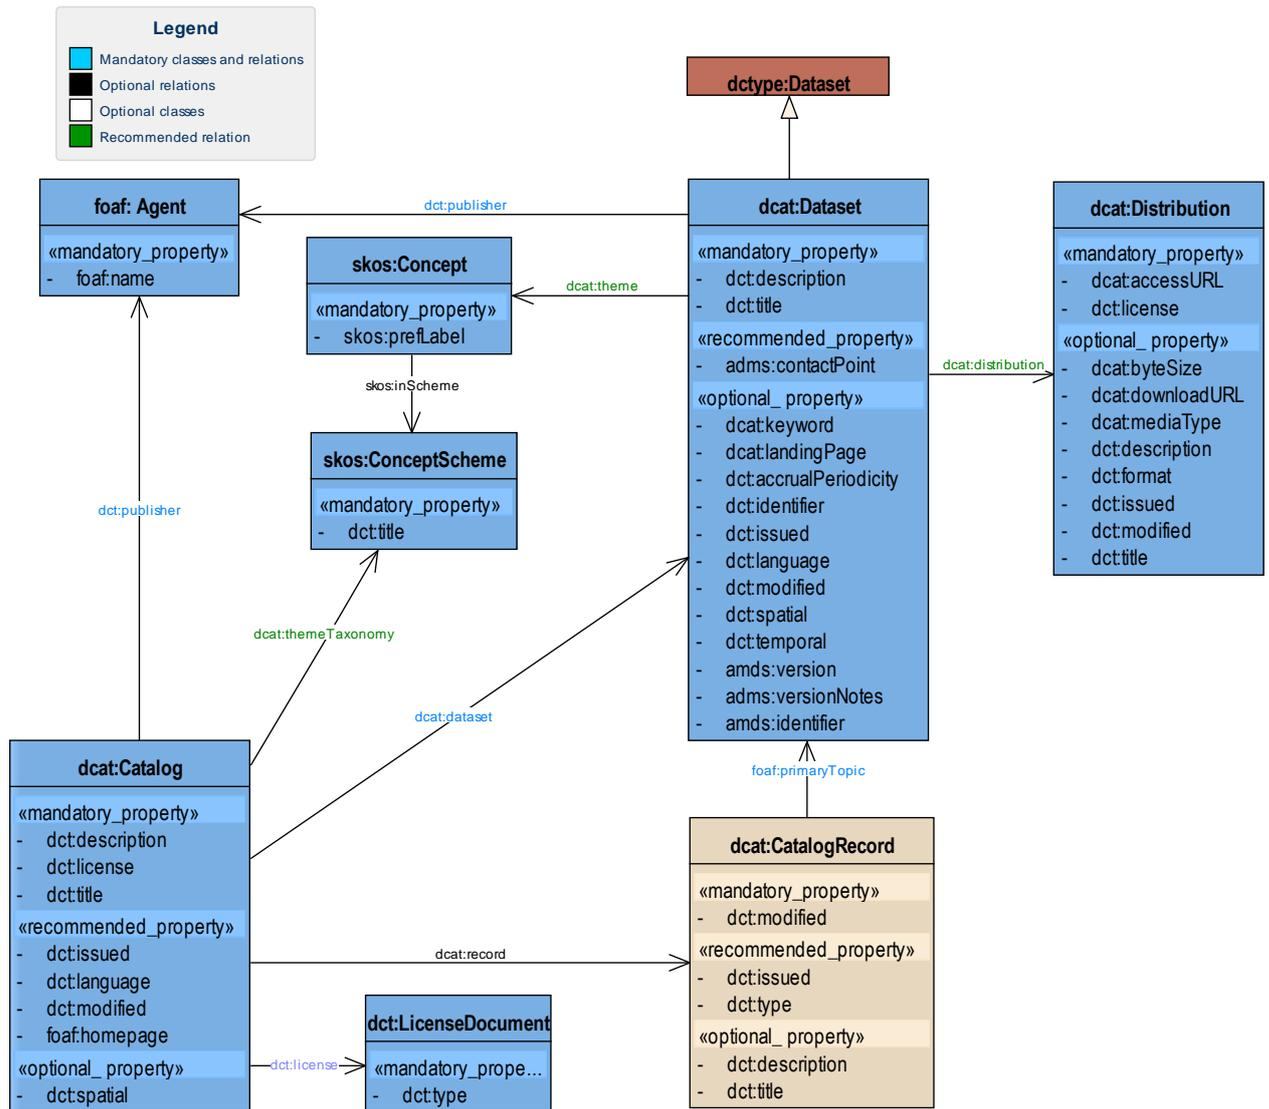 Legend
Mandatory classes and relations
Optional relations
Optional classes
Recommended relation
dctype:Dataset
foaf: Agent
«mandatory_property»
- foaf:name
dct:publisher
skos:Concept
«mandatory_property»
- skos:prefLabel
dcat:theme
skos:inScheme
skos:ConceptScheme
«mandatory_property»
- dct:title
dcat:Dataset
«mandatory_property»
- dct:description
- dct:title
«recommended_property»
- adms:contactPoint
«optional_ property»
- dcat:keyword
- dcat:landingPage
- dct:accrualPeriodicity
- dct:identifier
- dct:issued
- dct:language
- dct:modified
- dct:spatial
- dct:temporal
- amds:version
- adms:versionNotes
- amds:identifier
dcat:distribution
dcat:Distribution
«mandatory_property»
- dcat:accessURL
- dct:license
«optional_ property»
- dcat:byteSize
- dcat:downloadURL
- dcat:mediaType
- dct:description
- dct:format
- dct:issued
- dct:modified
- dct:title
dct:publisher
dcat:themeTaxonomy
dcat:dataset
foaf:primaryTopic
dcat:Catalog
«mandatory_property»
- dct:description
- dct:license
- dct:title
«recommended_property»
- dct:issued
- dct:language
- dct:modified
- foaf:homepage
«optional_ property»
- dct:spatial
dcat:record
dct:license
dct:LicenseDocument
«mandatory_prope...
- dct:type
dcat:CatalogRecord
«mandatory_property»
- dct:modified
«recommended_property»
- dct:issued
- dct:type
«optional_ property»
- dct:description
- dct:title